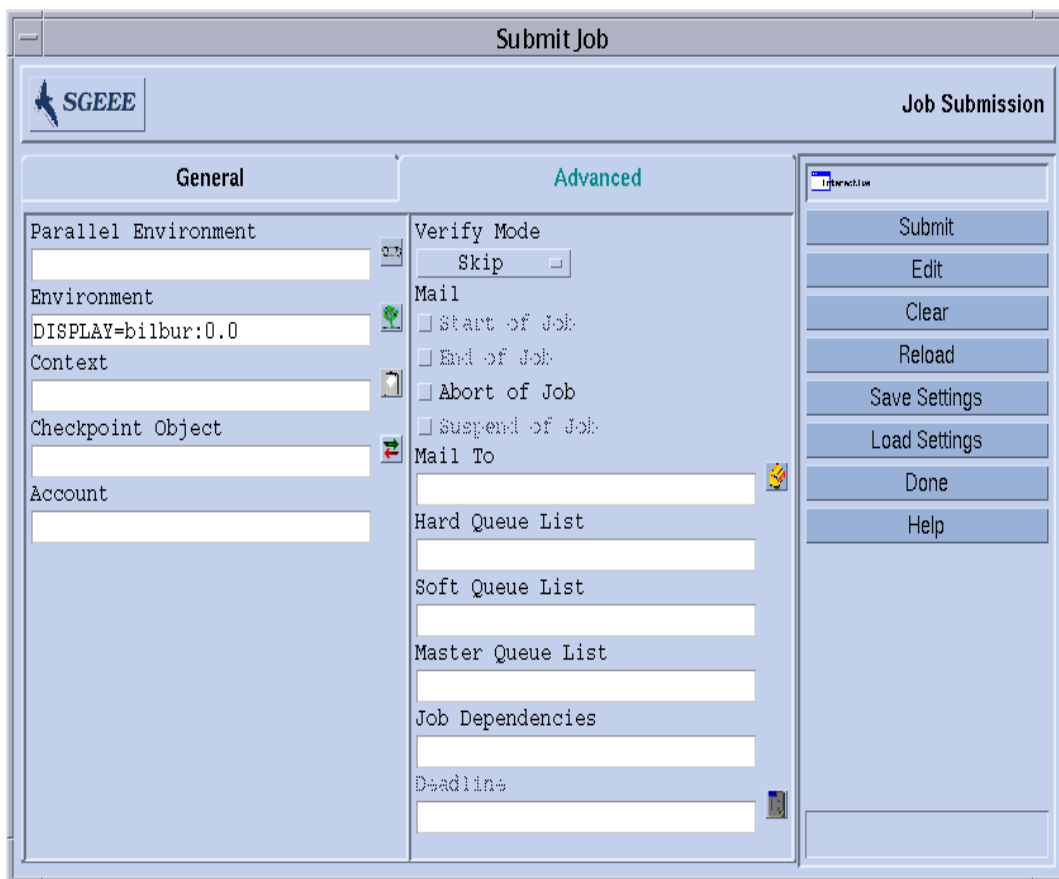 Submit Job
SGEEE
Job Submission
General
Advanced
Interactive
Parallel Environment
Environment
DISPLAY=bilbur:0.0
Context
Checkpoint Object
Account
Verify Mode
Skip
Mail
Start of Job
End of Job
Abort of Job
Suspend of Job
Mail To
Hard Queue List
Soft Queue List
Master Queue List
Job Dependencies
Deadline
Submit
Edit
Clear
Reload
Save Settings
Load Settings
Done
Help